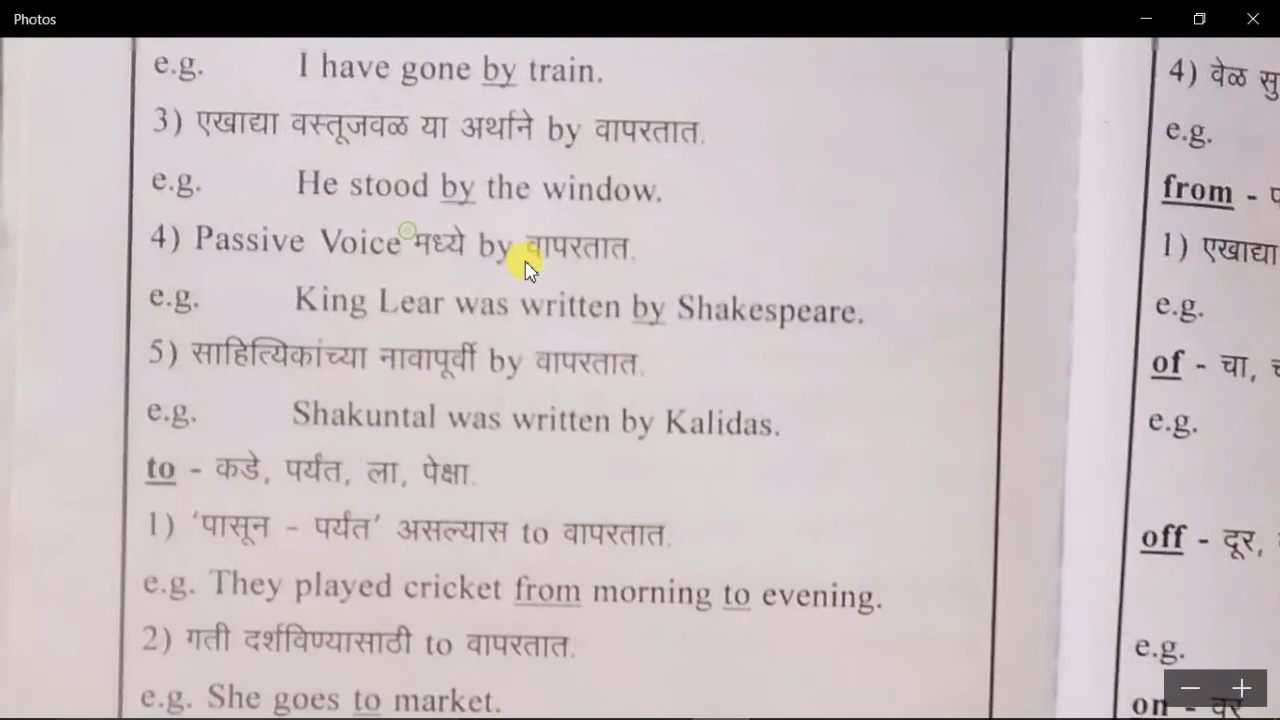 Photos
e.g. I have gone by train.
3) एखाद्या वस्तूजवळ या अर्थाने by वापरतात.
e.g. He stood by the window.
4) Passive Voice मध्ये by वापरतात.
e.g. King Lear was written by Shakespeare.
5) साहित्यिकांच्या नावापूर्वी by वापरतात.
e.g. Shakuntal was written by Kalidas.
to - कडे, पर्यंत, ला, पेक्षा.
1) 'पासून - पर्यंत' असल्यास to वापरतात.
e.g. They played cricket from morning to evening.
2) गती दर्शविण्यासाठी to वापरतात.
e.g. She goes to market.
4) वेळ
e.g.
from -
1) एखाद्या
e.g.
of - चा,
e.g.
off - दूर,
e.g.
on - वर